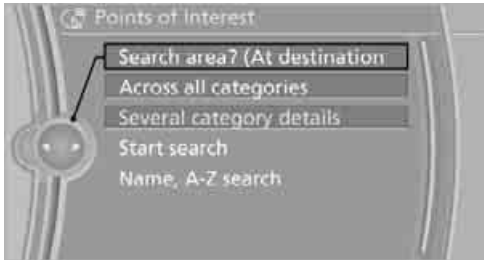 Points of Interest
Search area? (At destination
Across all categories
Several category details
Start search
Name, A-Z search